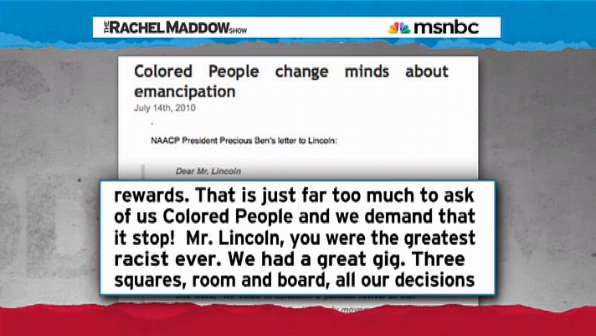 THE RACHEL MADDOW SHOW
msnbc
Colored People change minds about
emancipation
July 14th, 2010
NAACP President Precious Ben's letter to Lincoln:
Dear Mr. Lincoln
rewards. That is just far too much to ask
of us Colored People and we demand that
it stop! Mr. Lincoln, you were the greatest
racist ever. We had a great gig. Three
squares, room and board, all our decisions